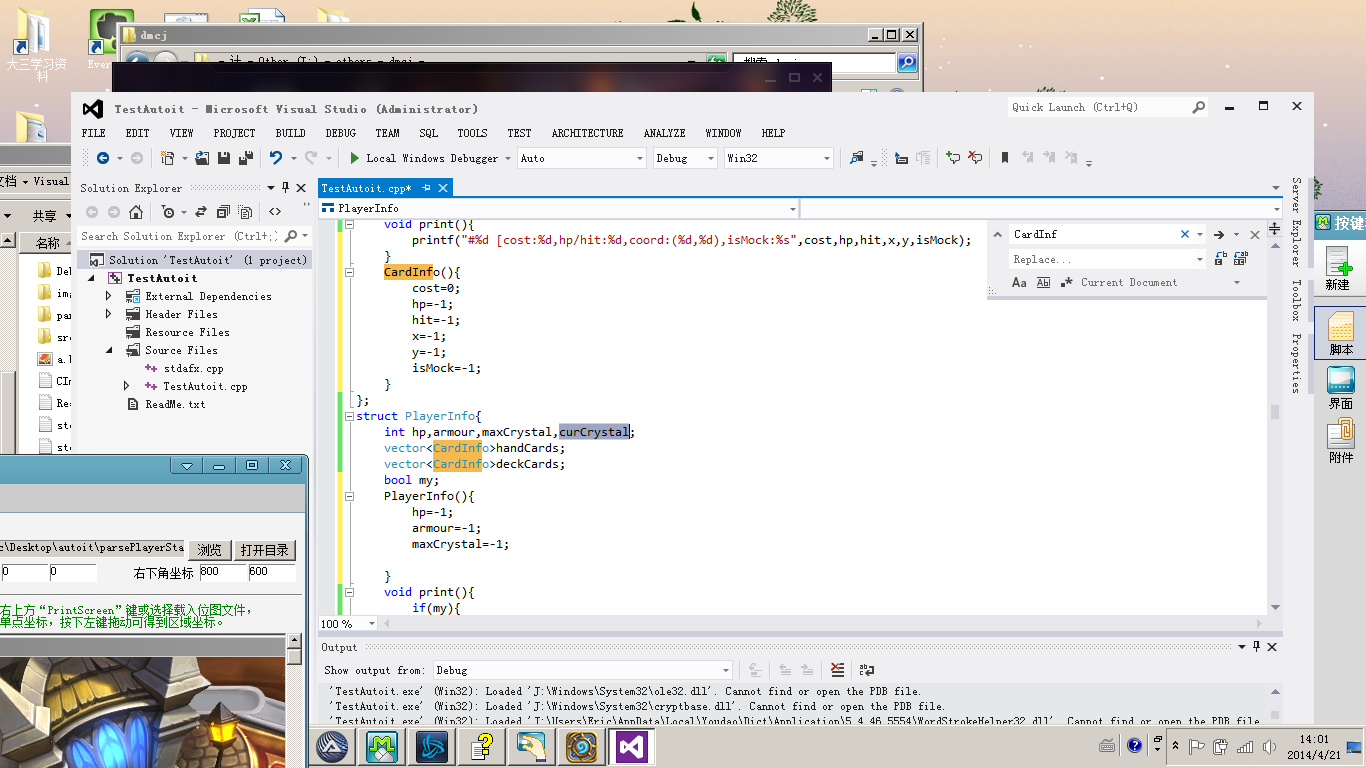 大三学习资
料
Ever
dmcj
TestAutoit - Microsoft Visual Studio (Administrator)
Quick Launch (Ctrl+Q)
FILE EDIT VIEW PROJECT BUILD DEBUG TEAM SQL TOOLS TEST ARCHITECTURE ANALYZE WINDOW HELP
Local Windows Debugger Auto Debug Win32
文档 Visual
共享
名称
Solution Explorer
Search Solution Explorer (Ctrl+;)
Solution 'TestAutoit' (1 project)
TestAutoit
External Dependencies
Header Files
Resource Files
Source Files
stdafx.cpp
TestAutoit.cpp
ReadMe.txt
TestAutoit.cpp*
PlayerInfo
void print(){
printf("#%d [cost:%d,hp/hit:%d,coord:(%d,%d),isMock:%s",cost,hp,hit,x,y,isMock);
}
CardInfo(){
cost=0;
hp=-1;
hit=-1;
x=-1;
y=-1;
isMock=-1;
}
};
struct PlayerInfo{
int hp,armour,maxCrystal,curCrystal;
vector<CardInfo>handCards;
vector<CardInfo>deckCards;
bool my;
PlayerInfo(){
hp=-1;
armour=-1;
maxCrystal=-1;
}
void print(){
if(my){
100 %
CardInf
Replace...
Aa Ab Current Document
Server Explorer
Toolbox
Properties
按键
新建
脚本
界面
附件
c\Desktop\autoit\parsePlayerSta 浏览 打开目录
0 0 右下角坐标 800 600
右上方“PrintScreen”键或选择载入位图文件，
单点坐标，按下左键拖动可得到区域坐标。
Output
Show output from: Debug
'TestAutoit.exe' (Win32): Loaded 'J:\Windows\System32\ole32.dll'. Cannot find or open the PDB file.
'TestAutoit.exe' (Win32): Loaded 'J:\Windows\System32\cryptbase.dll'. Cannot find or open the PDB file.
'TestAutoit.exe' (Win32): Loaded 'J:\Users\Eric\AppData\Local\Youdao\Dict\Application\5.4.46.5554\WordStrokeHelper32.dll'. Cannot find or open the PDB file.
14:01
2014/4/21